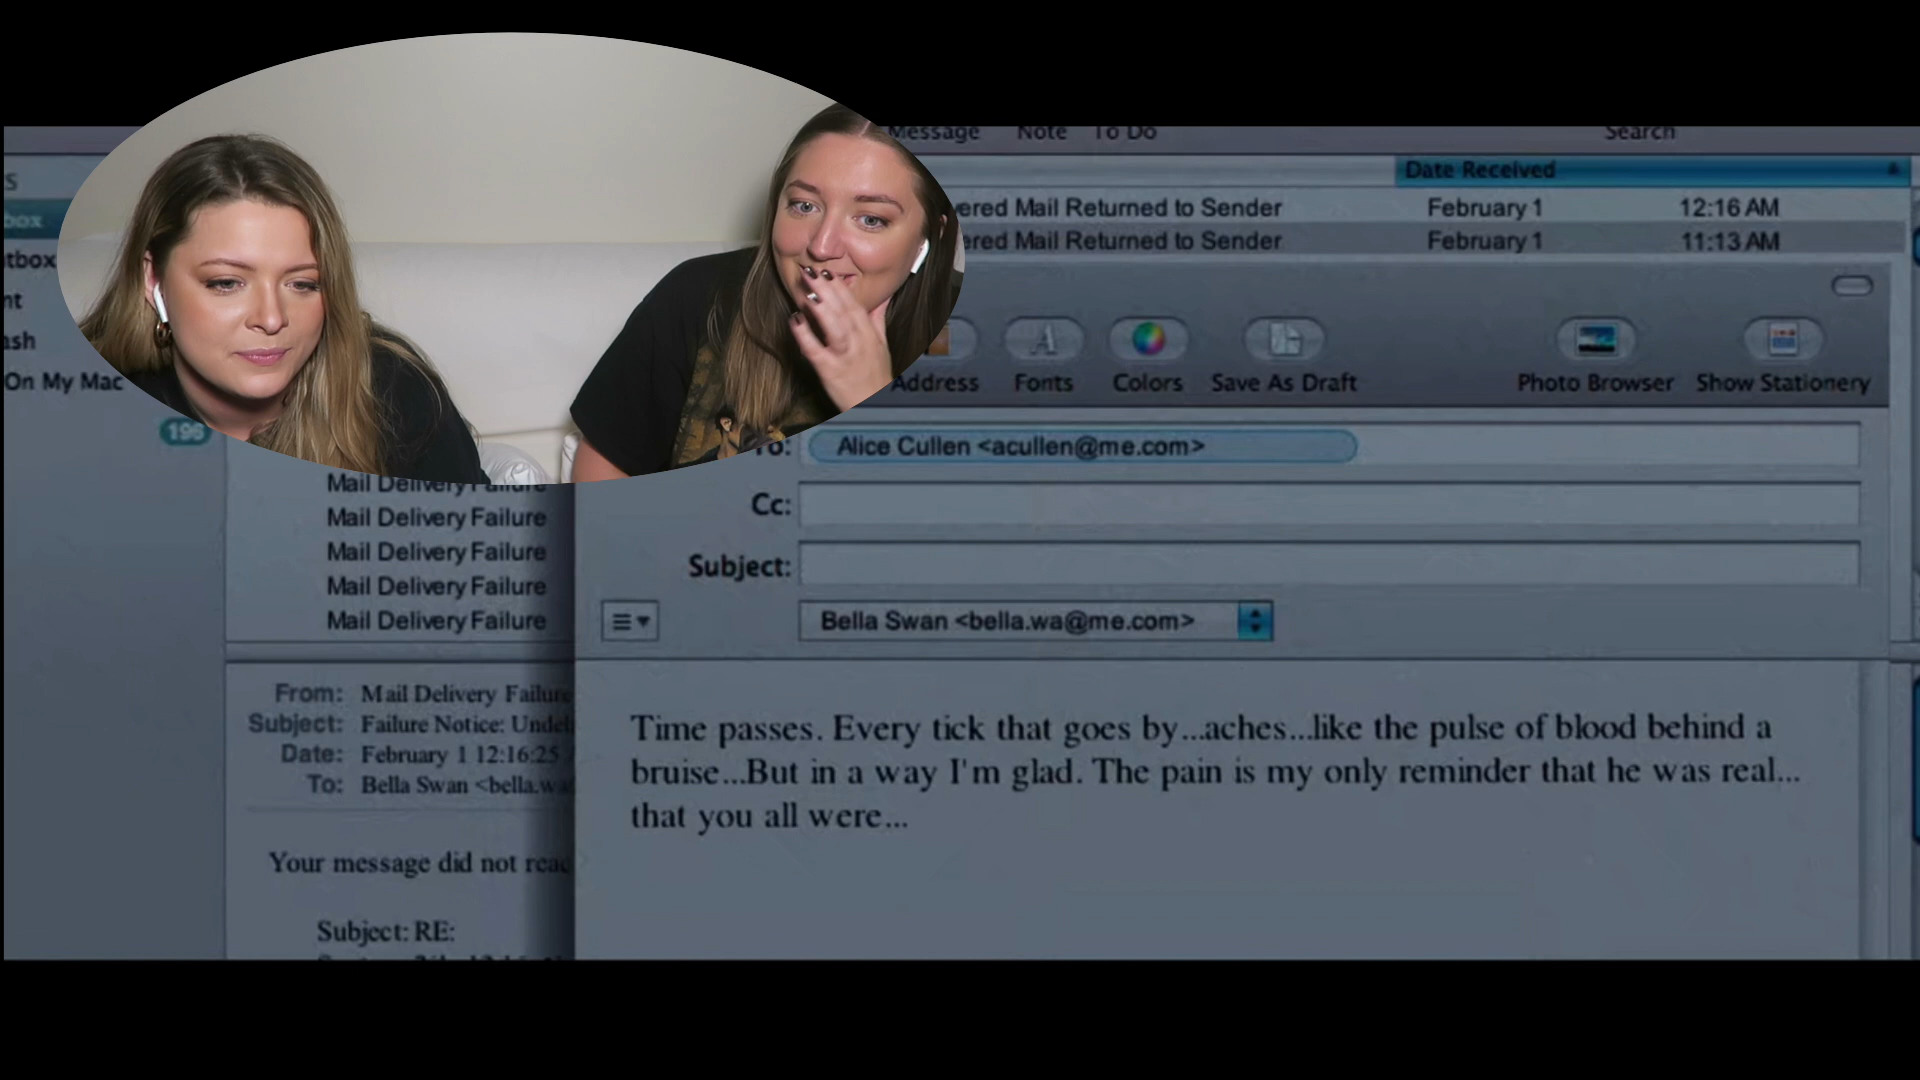 Message Note To Do Search
Date Received
ered Mail Returned to Sender February 1 12:16 AM
ered Mail Returned to Sender February 1 11:13 AM
On My Mac
Address Fonts Colors Save As Draft Photo Browser Show Stationery
196
To: Alice Cullen <acullen@me.com>
Cc:
Subject:
Bella Swan <bella.wa@me.com>
Mail Delivery Failure
Mail Delivery Failure
Mail Delivery Failure
Mail Delivery Failure
Mail Delivery Failure
From: Mail Delivery Failure
Subject: Failure Notice: Undel
Date: February 1 12:16:25
To: Bella Swan <bella.wa
Your message did not reac
Subject: RE:
Time passes. Every tick that goes by...aches...like the pulse of blood behind a
bruise...But in a way I'm glad. The pain is my only reminder that he was real...
that you all were...